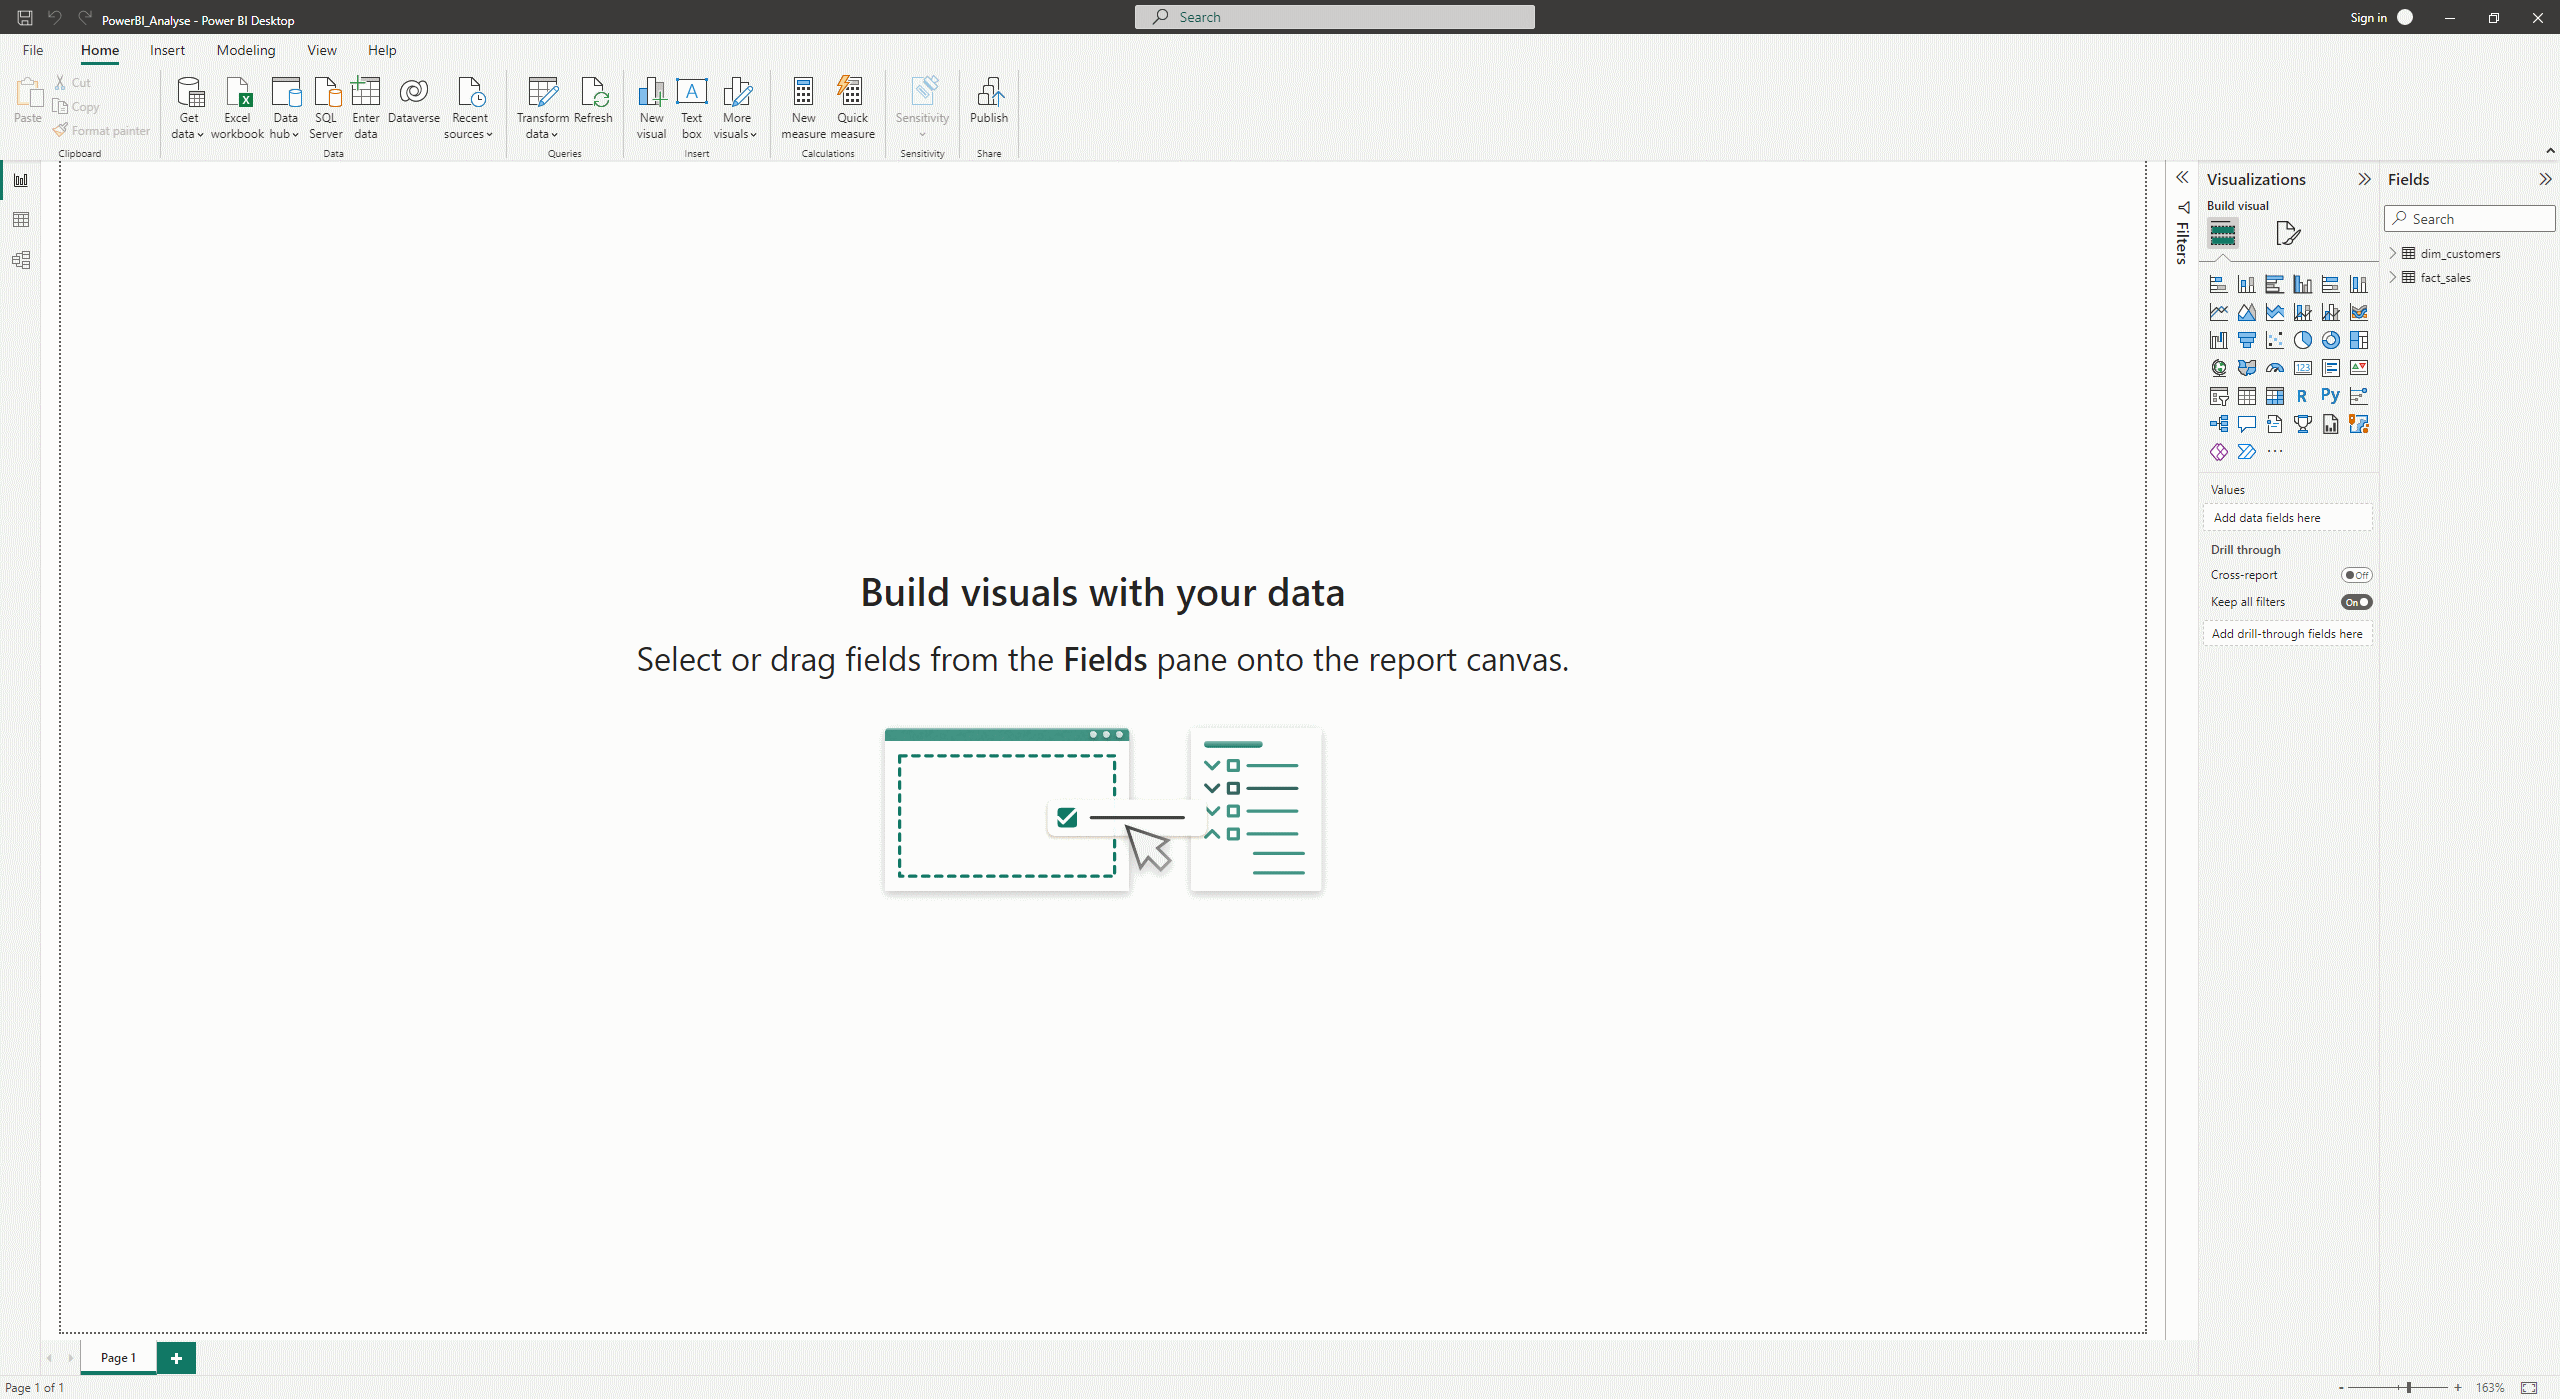 PowerBI_Analyse - Power BI Desktop
Search
Sign in
File Home Insert Modeling View Help
Paste
Cut
Copy
Format painter
Clipboard
Get data
Excel workbook
Data hub
SQL Server
Enter data
Dataverse
Recent sources
Data
Transform data
Refresh
Queries
New visual
Text box
More visuals
Insert
New measure
Quick measure
Calculations
Sensitivity
Sensitivity
Publish
Share
Build visuals with your data
Select or drag fields from the Fields pane onto the report canvas.
Filters
Visualizations
Build visual
123
R
Py
Values
Add data fields here
Drill through
Cross-report
Off
Keep all filters
On
Add drill-through fields here
Fields
Search
dim_customers
fact_sales
Page 1
Page 1 of 1
163%